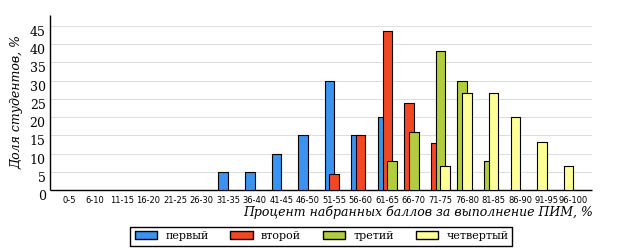 Доля студентов, %
45
40
35
30
25
20
15
10
5
0
0-5 6-10 11-15 16-20 21-25 26-30 31-35 36-40 41-45 46-50 51-55 56-60 61-65 66-70 71-75 76-80 81-85 86-90 91-95 96-100
Процент набранных баллов за выполнение ПИМ, %
первый второй третий четвертый